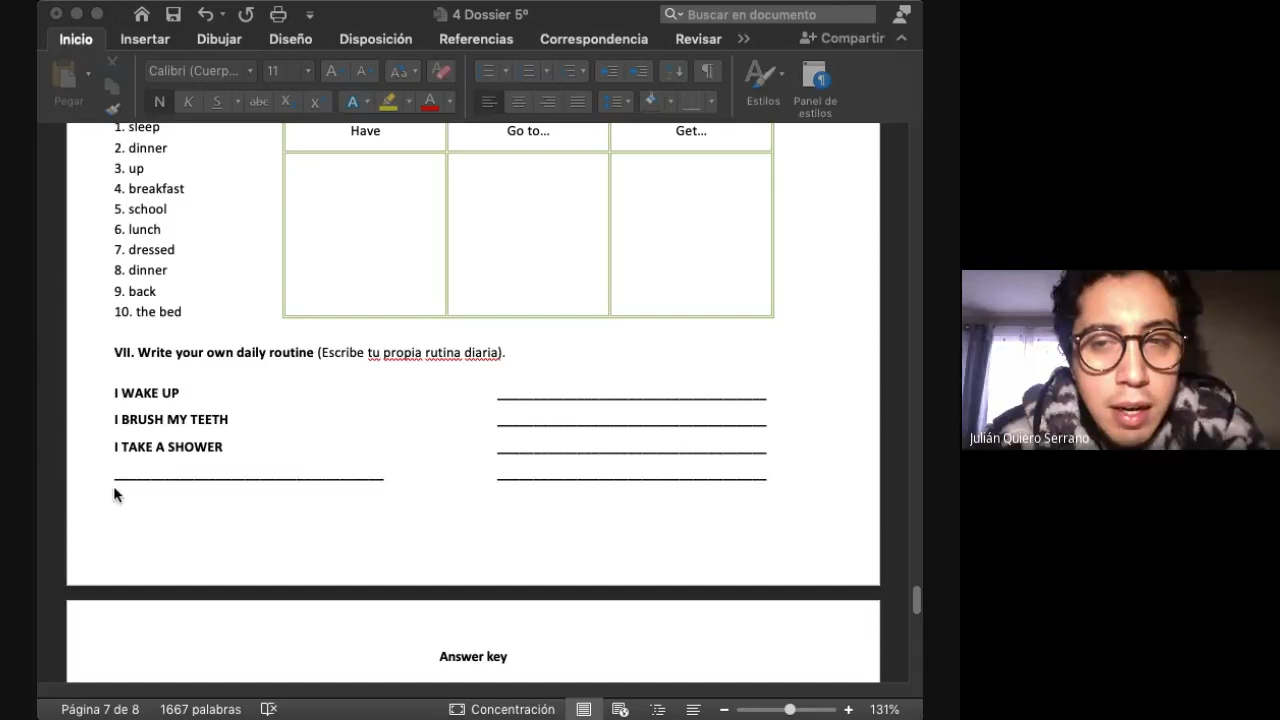 4 Dossier 5º
Buscar en documento
Inicio Insertar Dibujar Diseño Disposición Referencias Correspondencia Revisar >> Compartir
Pegar
Calibri (Cuerp... 11
N K S abc X2 X2
Estilos
Panel de
estilos
1. sleep
2. dinner
3. up
4. breakfast
5. school
6. lunch
7. dressed
8. dinner
9. back
10. the bed
Have Go to... Get...
VII. Write your own daily routine (Escribe tu propia rutina diaria).
I WAKE UP
I BRUSH MY TEETH
I TAKE A SHOWER
Answer key
Página 7 de 8 1667 palabras Concentración 131%
Julián Quiero Serrano